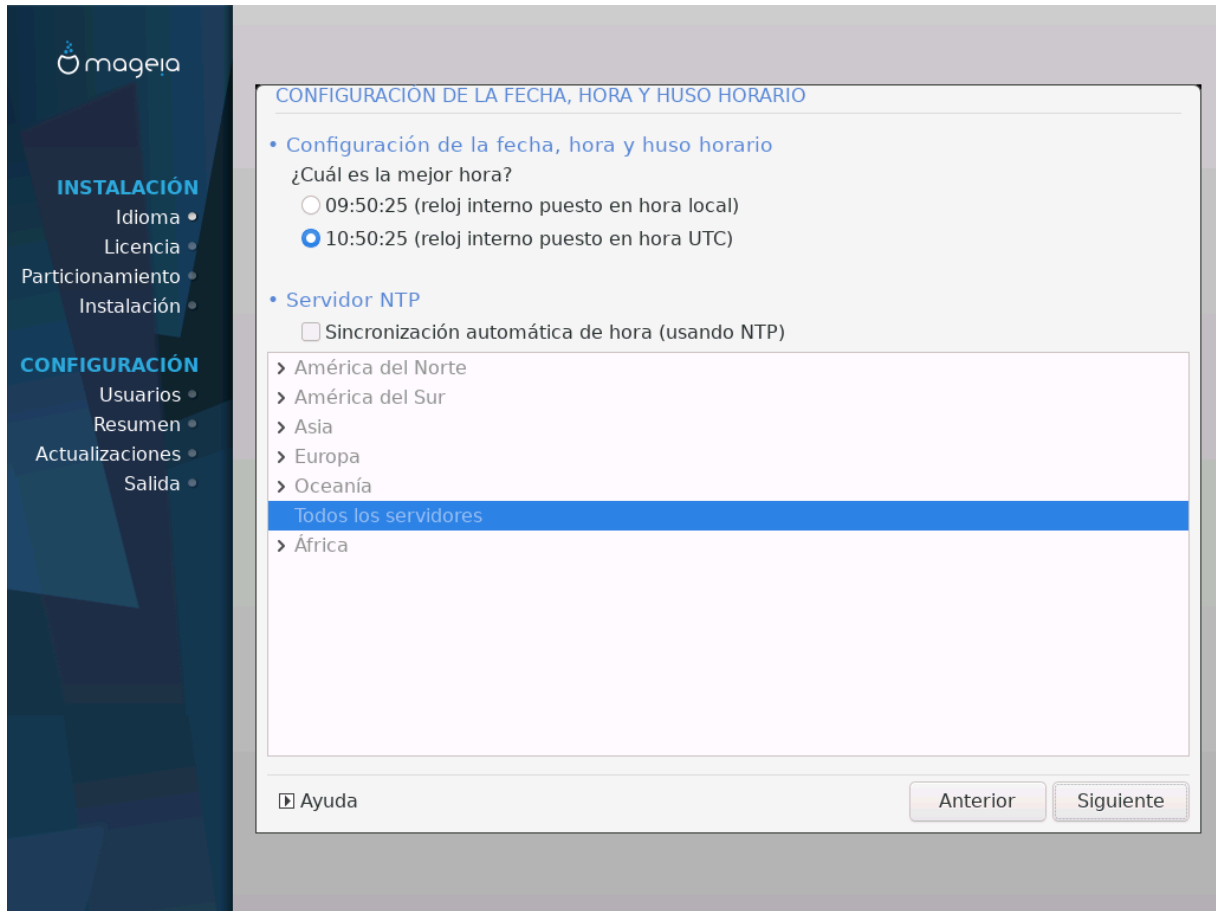 mageia
INSTALACIÓN
Idioma
Licencia
Particionamiento
Instalación
CONFIGURACIÓN
Usuarios
Resumen
Actualizaciones
Salida
CONFIGURACIÓN DE LA FECHA, HORA Y HUSO HORARIO
• Configuración de la fecha, hora y huso horario
¿Cuál es la mejor hora?
09:50:25 (reloj interno puesto en hora local)
10:50:25 (reloj interno puesto en hora UTC)
• Servidor NTP
Sincronización automática de hora (usando NTP)
América del Norte
América del Sur
Asia
Europa
Oceanía
Todos los servidores
África
Ayuda
Anterior
Siguiente